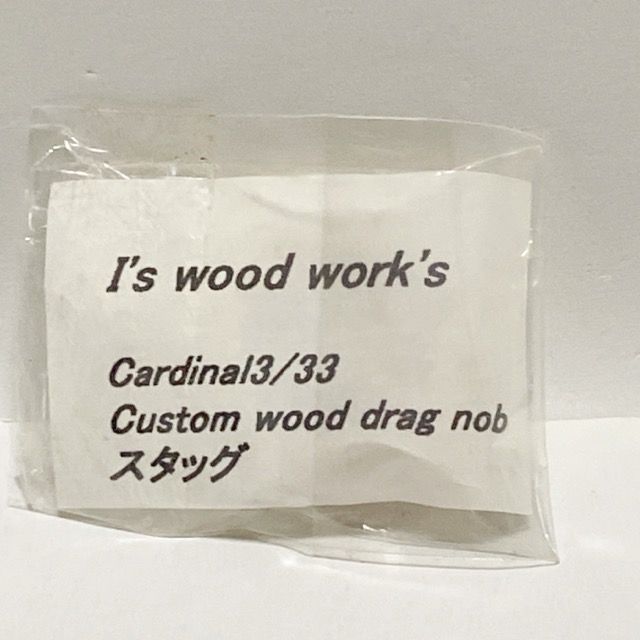 I's wood work's
Cardinal3/33
Custom wood drag nob
スタッグ